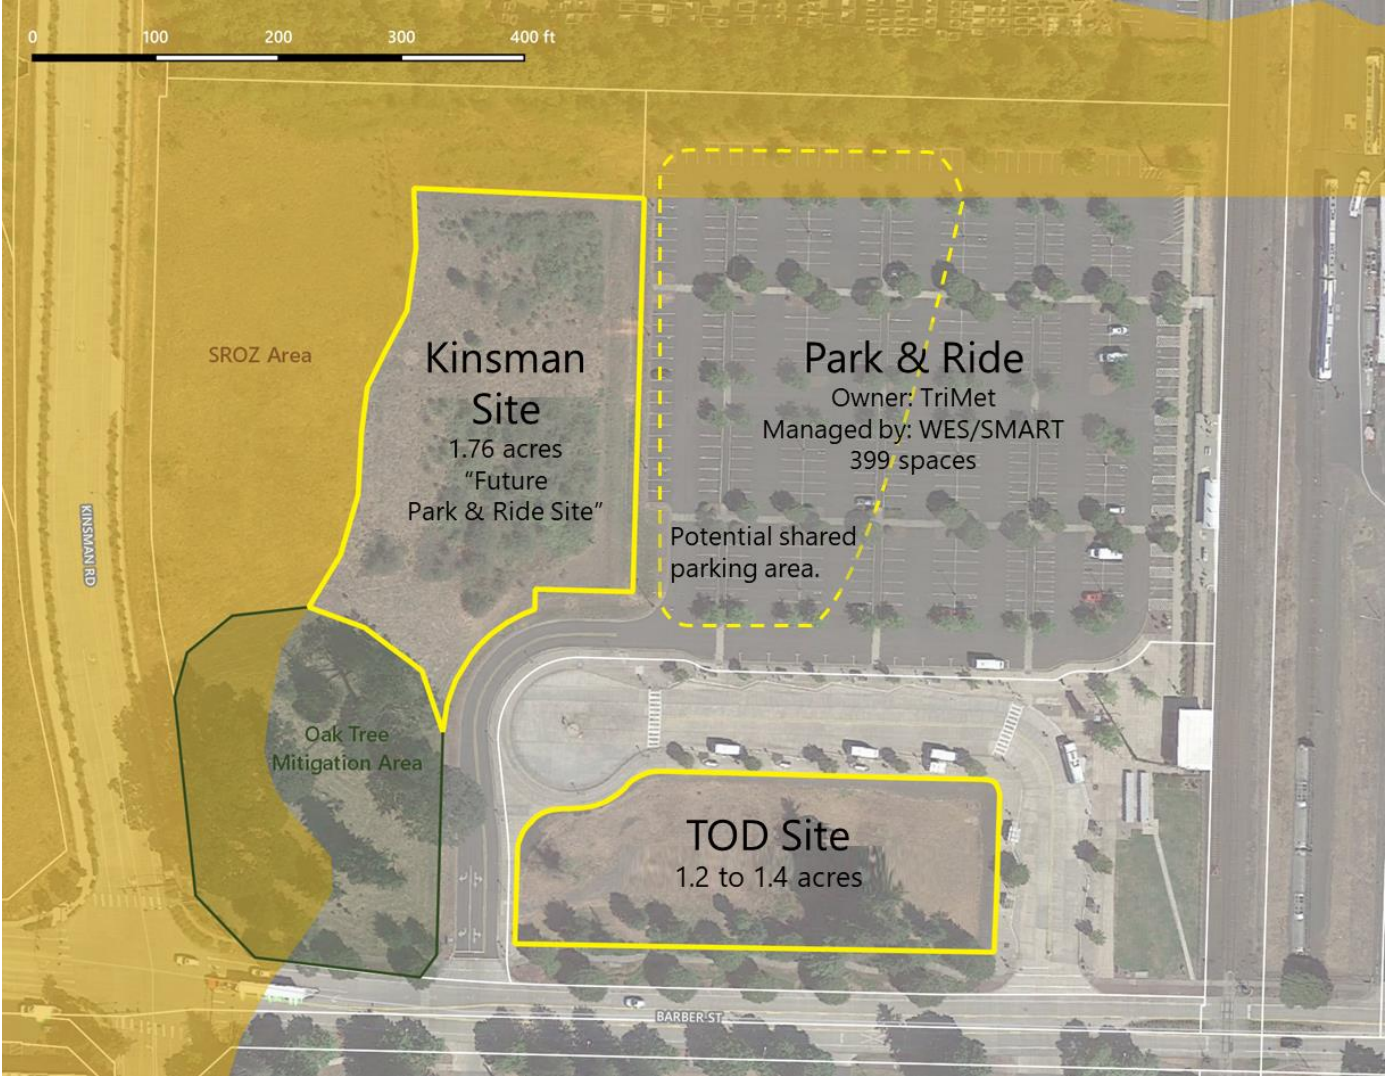 0 100 200 300 400 ft
SROZ Area
Kinsman
Site
1.76 acres
“Future
Park & Ride Site”
Park & Ride
Owner: TriMet
Managed by: WES/SMART
399 spaces
Potential shared
parking area.
KINSMAN RD
Oak Tree
Mitigation Area
TOD Site
1.2 to 1.4 acres
BARBER ST